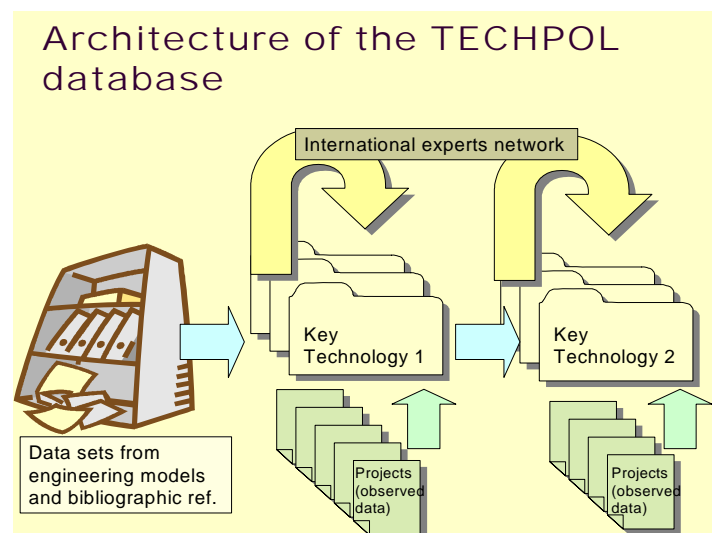 Architecture of the TECHPOL
database
International experts network
Key
Technology 1
Key
Technology 2
Data sets from
engineering models
and bibliographic ref.
Projects
(observed
data)
Projects
(observed
data)